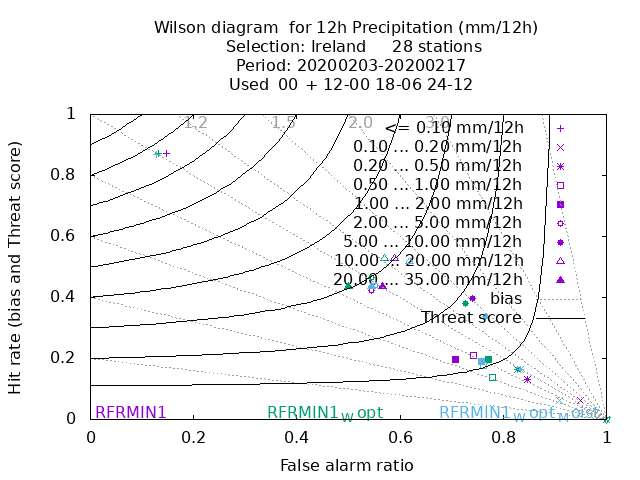 Wilson diagram  for 12h Precipitation (mm/12h)
Selection: Ireland     28 stations
Period: 20200203-20200217
Used  00  + 12-00 18-06 24-12
1.2 1.5 2.0 3.0
<= 0.10 mm/12h
0.10 ... 0.20 mm/12h
0.20 ... 0.50 mm/12h
0.50 ... 1.00 mm/12h
1.00 ... 2.00 mm/12h
2.00 ... 5.00 mm/12h
5.00 ... 10.00 mm/12h
10.00 ... 20.00 mm/12h
20.00 ... 35.00 mm/12h
bias
Threat score
Hit rate (bias and Threat score)
1
0.8
0.6
0.4
0.2
0
RFRMIN1 RFRMIN1_W opt RFRMIN1_W opt_M oist
0 0.2 0.4 0.6 0.8 1
False alarm ratio